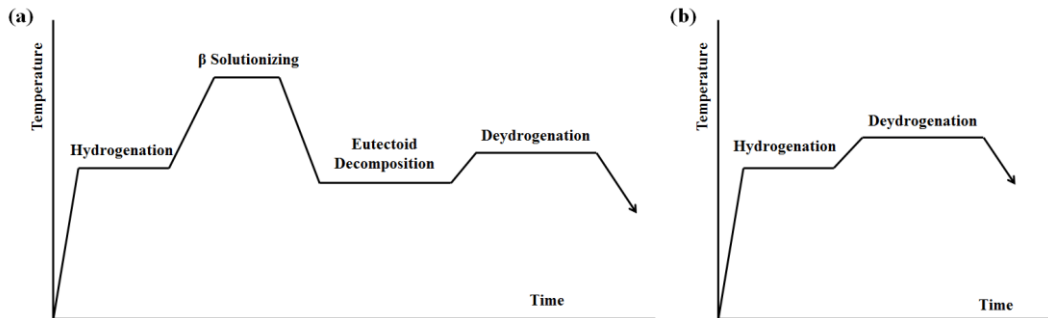 (a)
Temperature
Hydrogenation
β Solutionizing
Eutectoid
Decomposition
Deydrogenation
Time
(b)
Temperature
Hydrogenation
Deydrogenation
Time